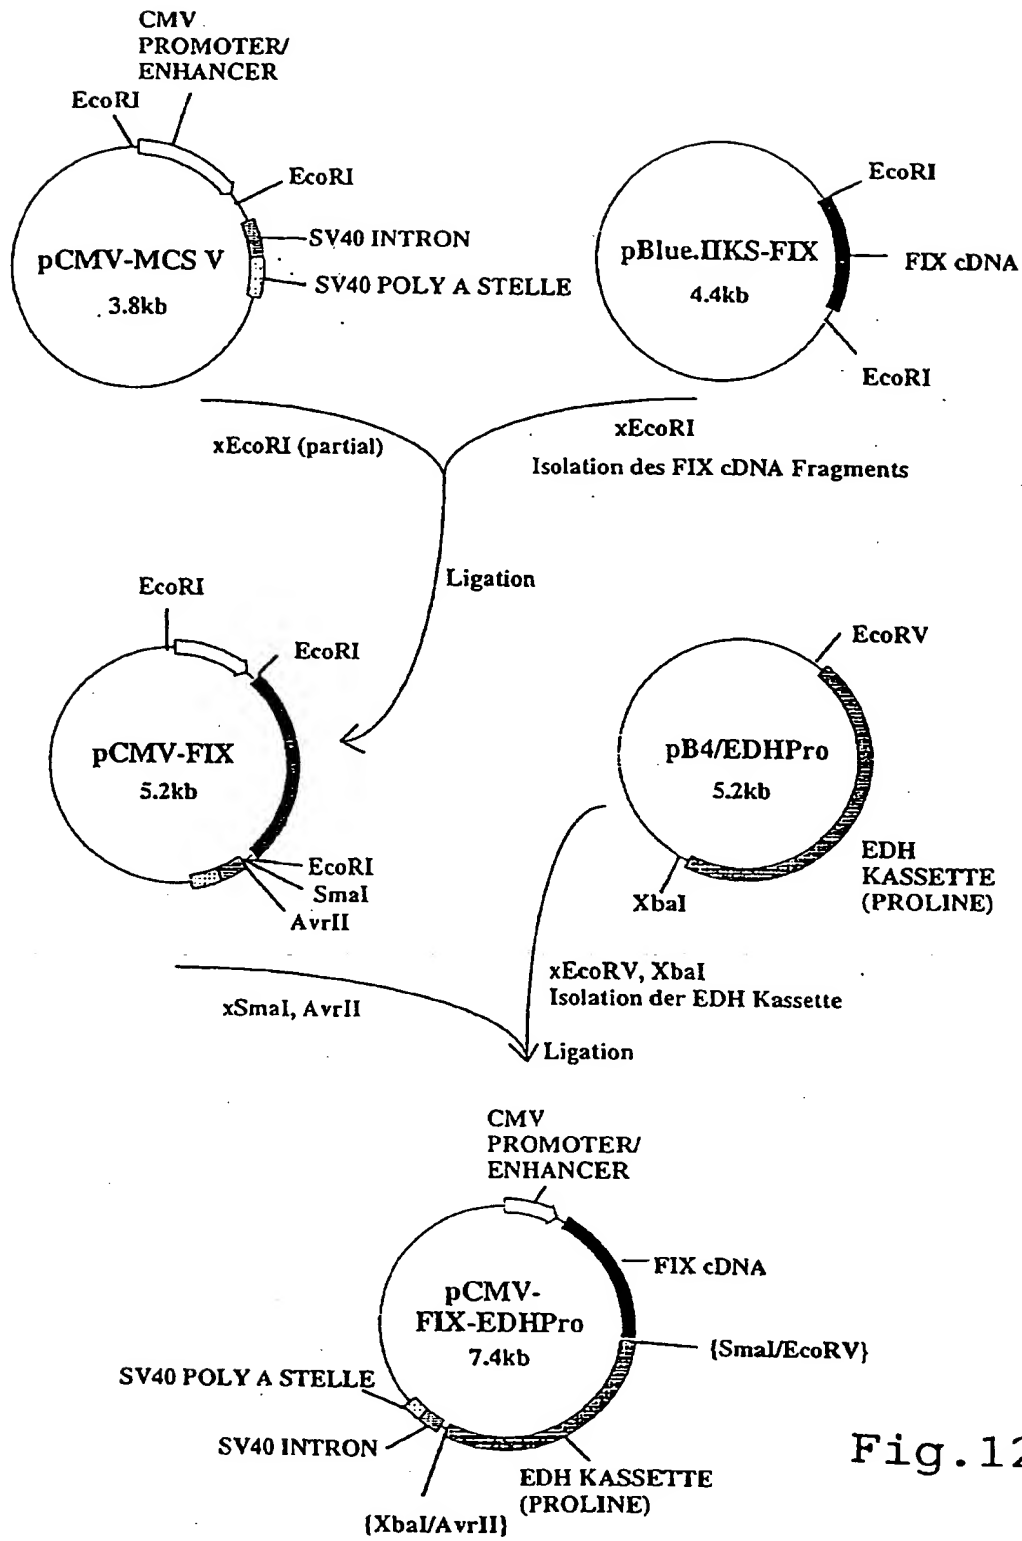 CMV
PROMOTER/
ENHANCER
EcoRI
EcoRI
pCMV-MCS V
3.8kb
SV40 INTRON
SV40 POLY A STELLE
EcoRI
pBlue.IIKS-FIX
4.4kb
FIX cDNA
EcoRI
xEcoRI (partial)
xEcoRI
Isolation des FIX cDNA Fragments
Ligation
EcoRI
EcoRI
pCMV-FIX
5.2kb
EcoRI
SmaI
AvrII
EcoRV
pB4/EDHPro
5.2kb
EDH
KASSETTE
(PROLINE)
XbaI
xSmaI, AvrII
xEcoRV, XbaI
Isolation der EDH Kassette
Ligation
CMV
PROMOTER/
ENHANCER
FIX cDNA
pCMV-
FIX-EDHPro
7.4kb
{SmaI/EcoRV}
SV40 POLY A STELLE
SV40 INTRON
EDH KASSETTE
(PROLINE)
{XbaI/AvrII}
Fig.12